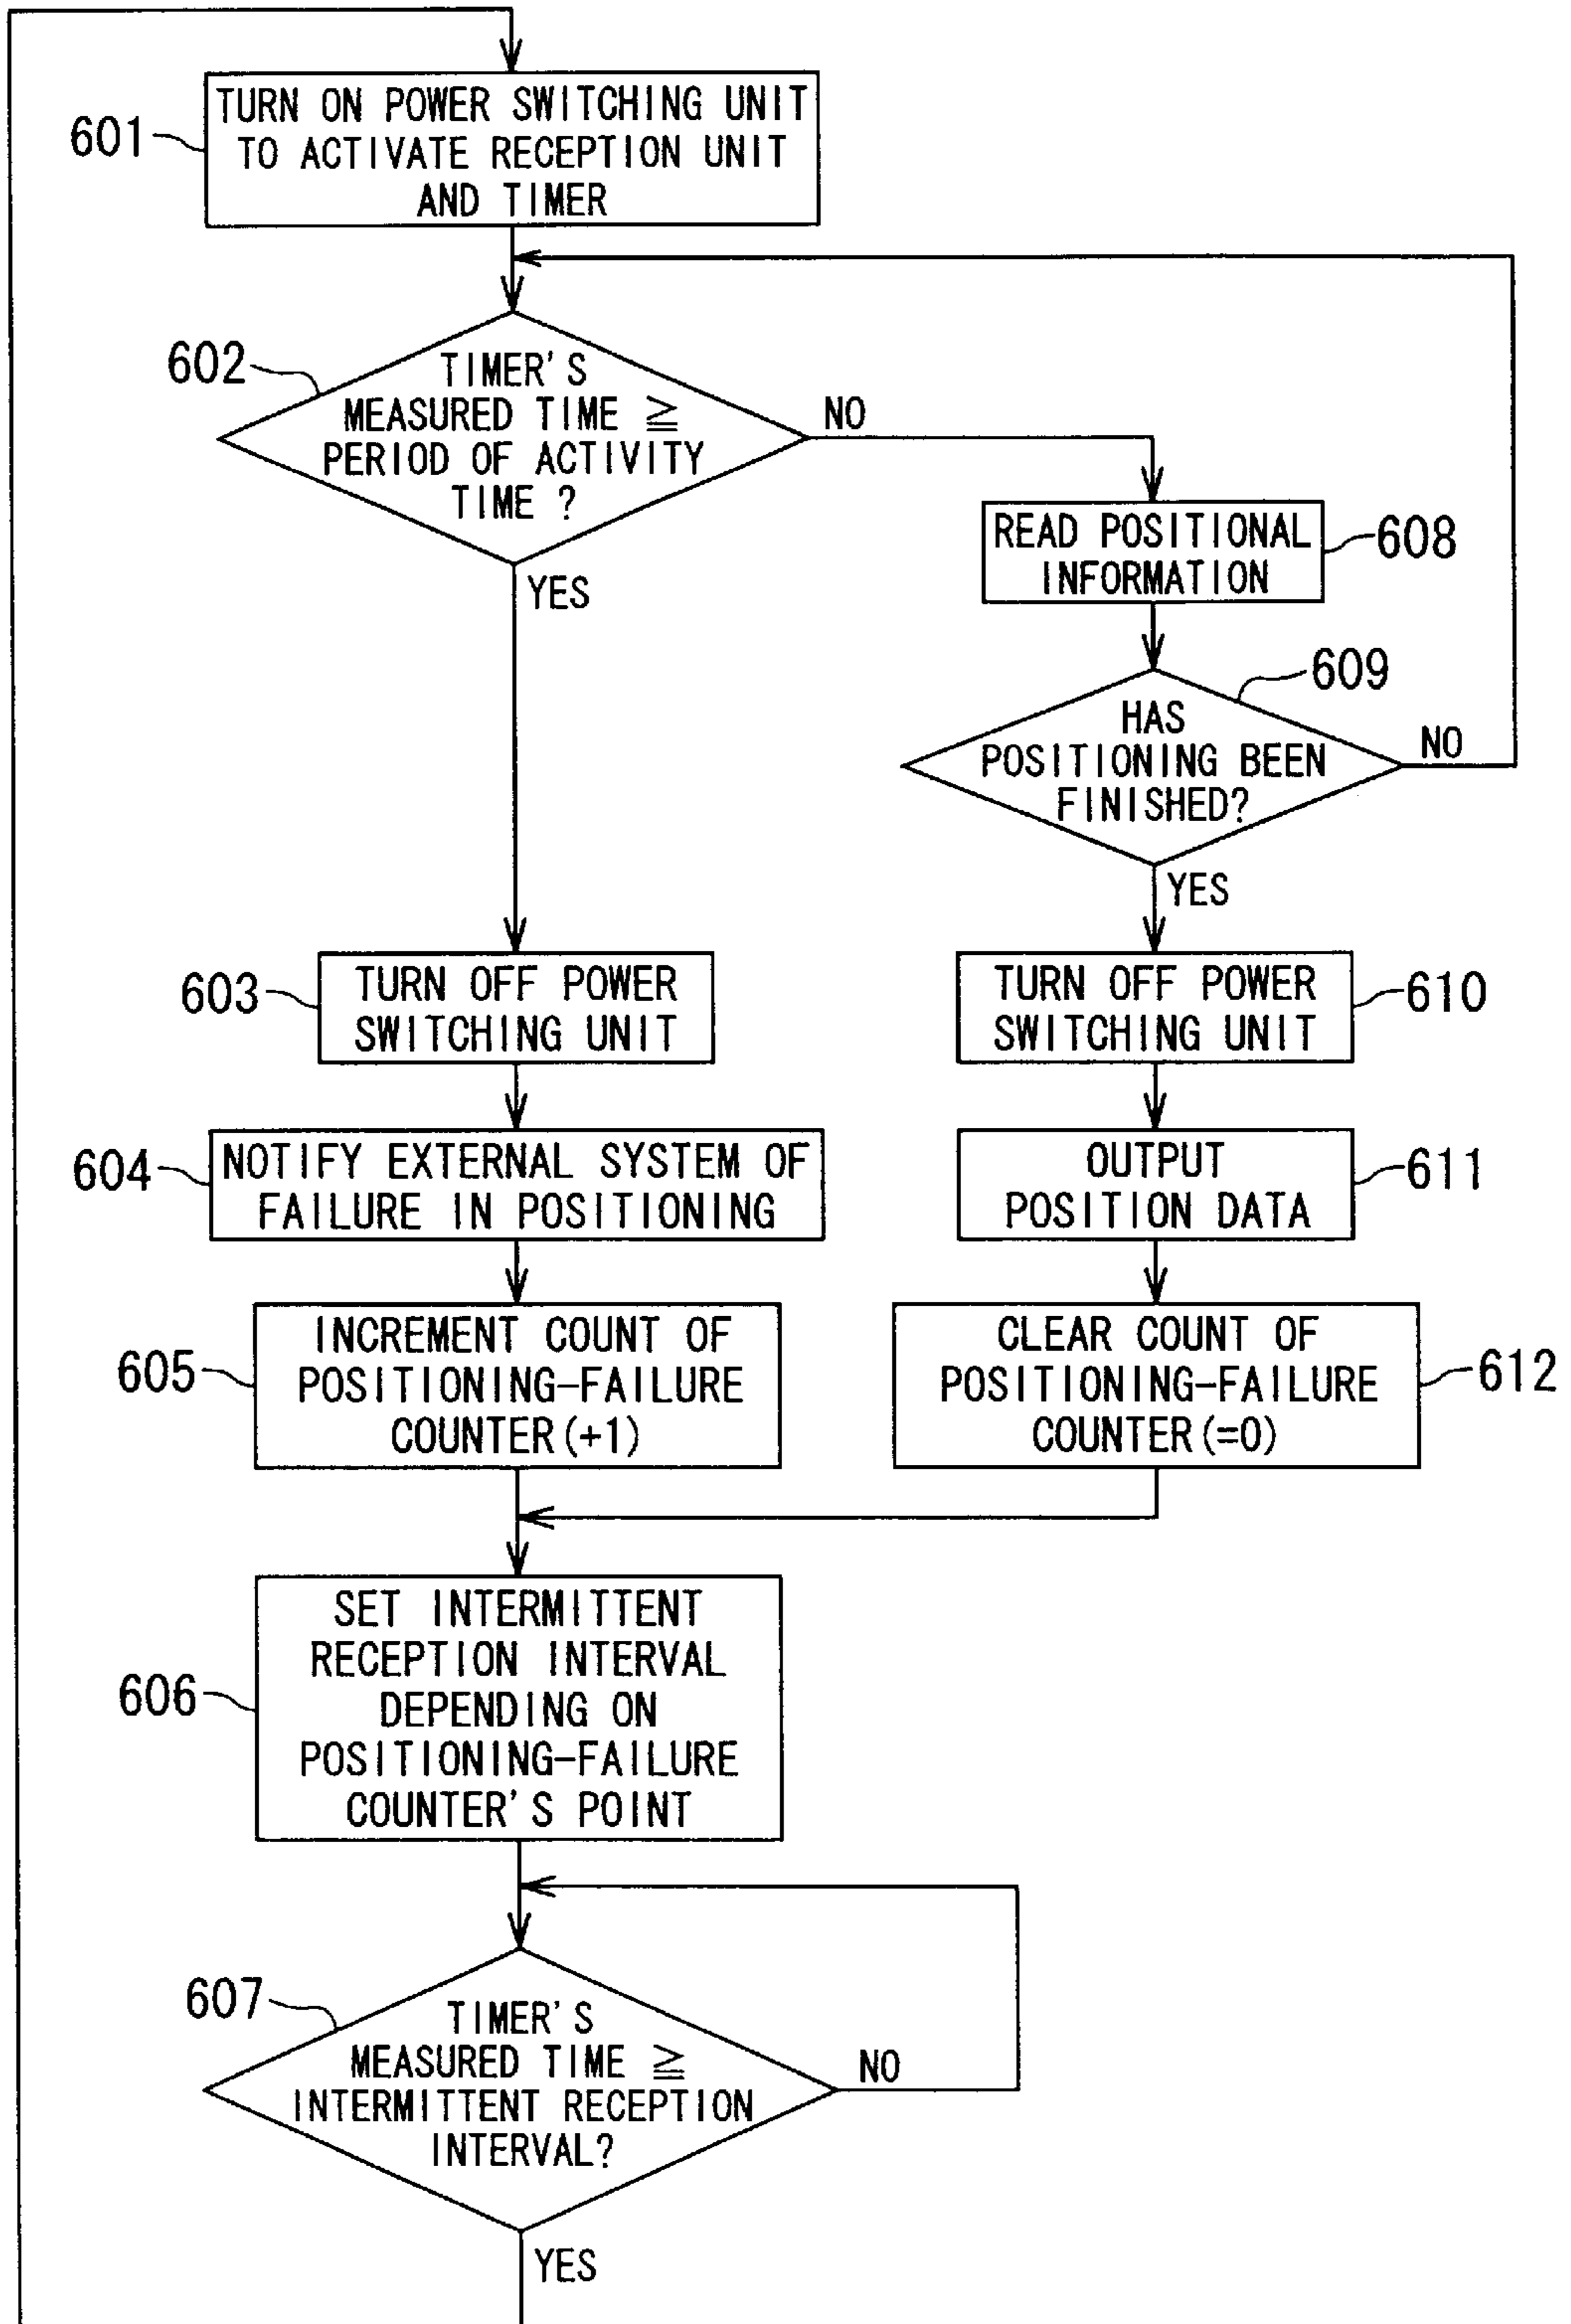 601
TURN ON POWER SWITCHING UNIT
TO ACTIVATE RECEPTION UNIT
AND TIMER
602
TIMER'S
MEASURED TIME ≧
PERIOD OF ACTIVITY
TIME ?
NO
YES
READ POSITIONAL
INFORMATION
608
609
HAS
POSITIONING BEEN
FINISHED?
NO
YES
603
TURN OFF POWER
SWITCHING UNIT
TURN OFF POWER
SWITCHING UNIT
610
604
NOTIFY EXTERNAL SYSTEM OF
FAILURE IN POSITIONING
OUTPUT
POSITION DATA
611
605
INCREMENT COUNT OF
POSITIONING-FAILURE
COUNTER(+1)
CLEAR COUNT OF
POSITIONING-FAILURE
COUNTER(=0)
612
606
SET INTERMITTENT
RECEPTION INTERVAL
DEPENDING ON
POSITIONING-FAILURE
COUNTER'S POINT
607
TIMER'S
MEASURED TIME ≧
INTERMITTENT RECEPTION
INTERVAL?
NO
YES